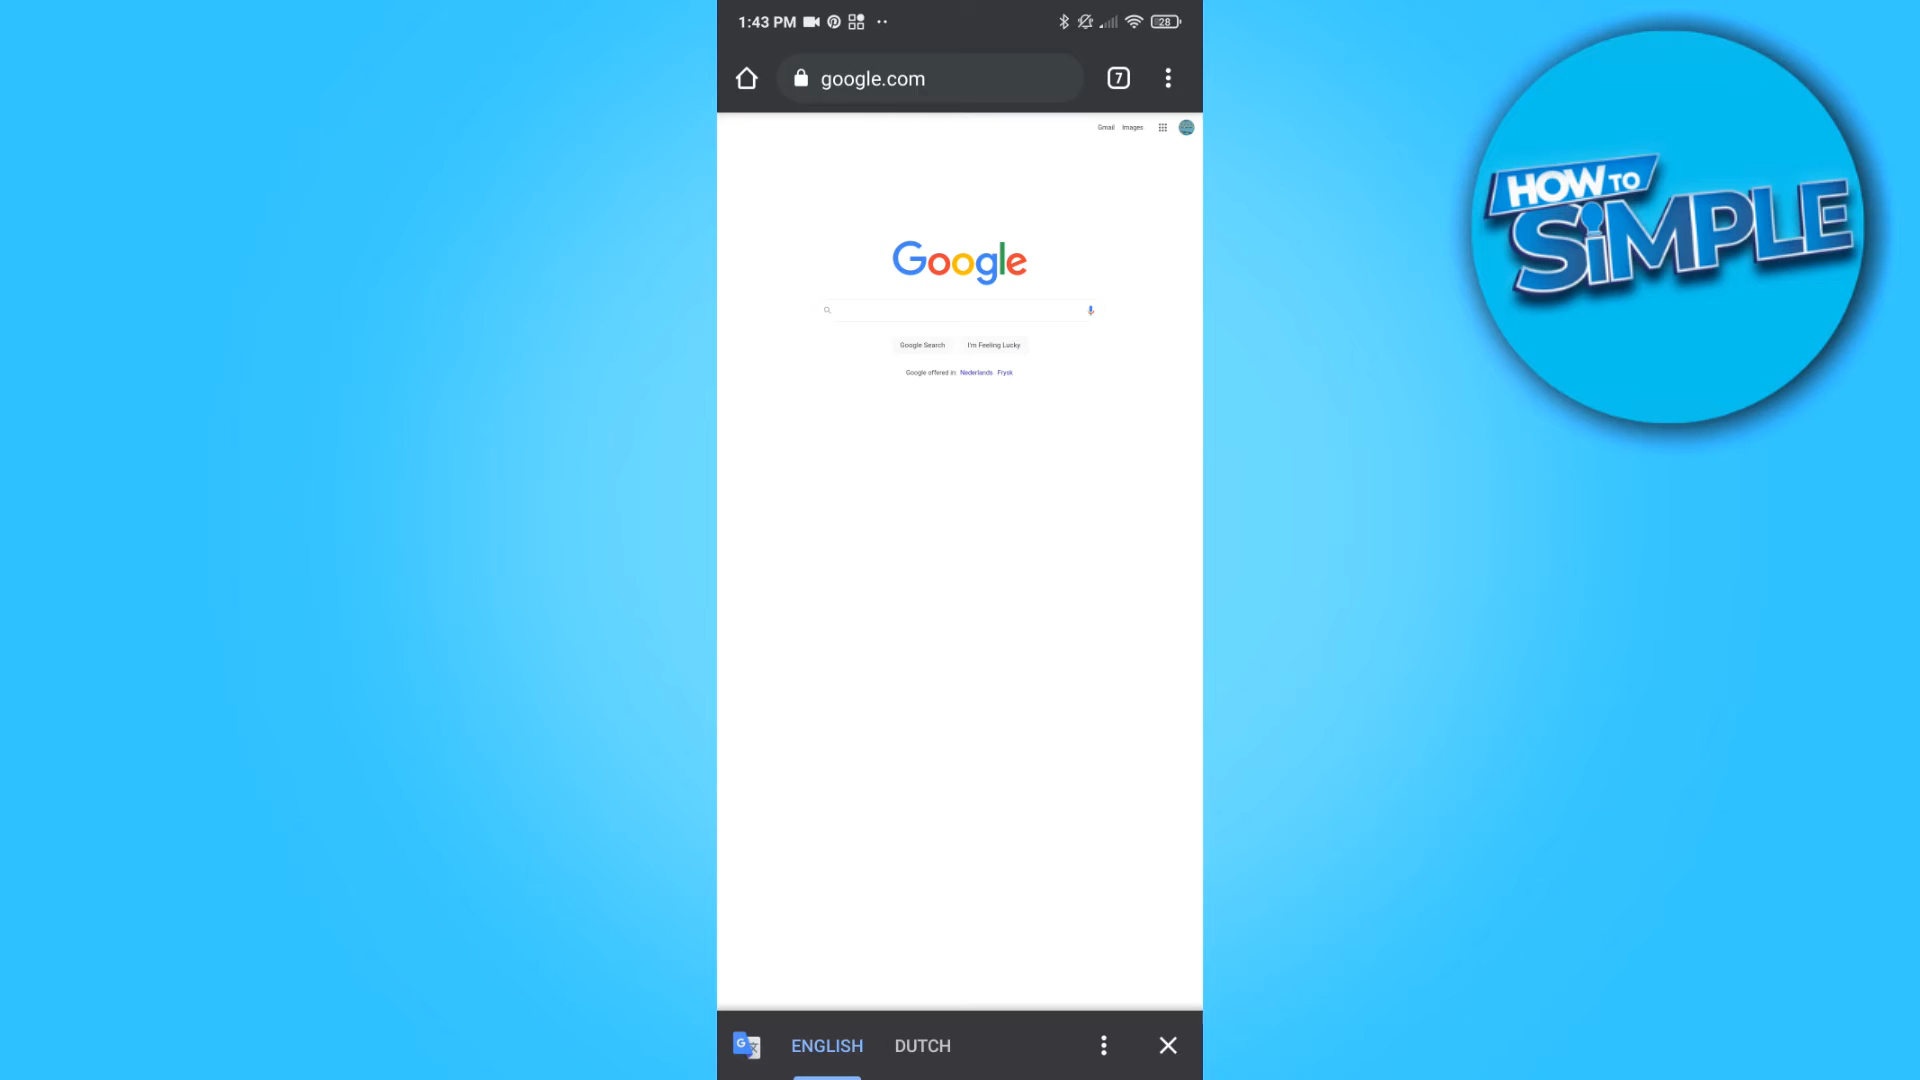 1:43 PM
28
google.com
7
Gmail Images
Google
Google Search I'm Feeling Lucky
Google offered in: Nederlands Frysk
ENGLISH DUTCH
HOW TO
SIMPLE